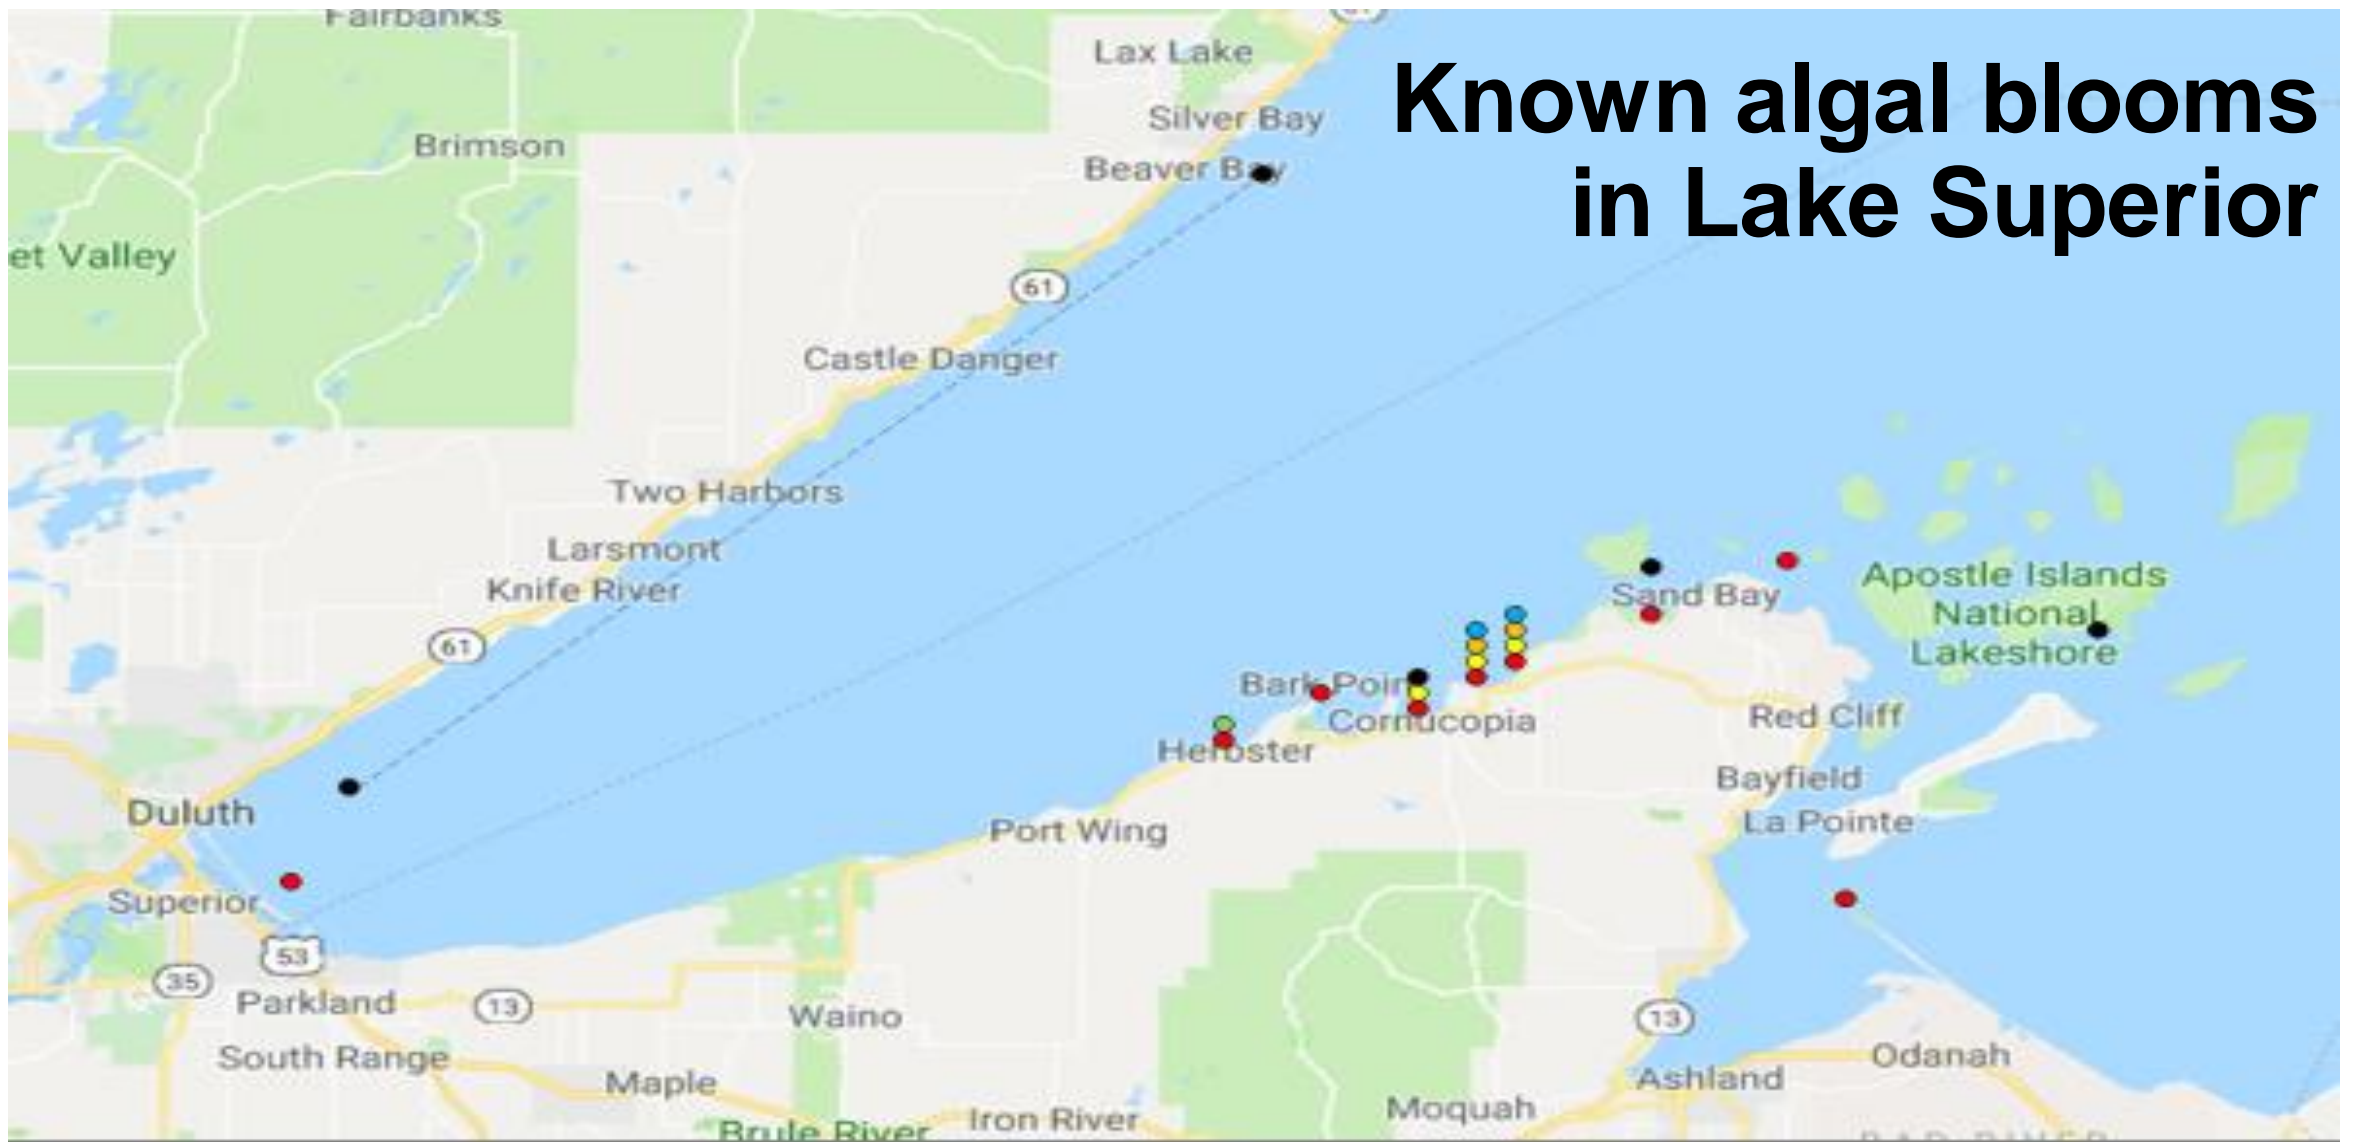 Fairbanks
Lax Lake
Known algal blooms
in Lake Superior
Silver Bay
Brimson
Beaver Bay
et Valley
61
Castle Danger
Two Harbors
Larsmont
Knife River
61
Sand Bay
Apostle Islands
National
Lakeshore
Bark Point
Cornucopia
Red Cliff
Herbster
Bayfield
Duluth
La Pointe
Port Wing
Superior
53
35
Parkland
13
Waino
13
South Range
Odanah
Maple
Ashland
Moquah
Iron River
Brule River